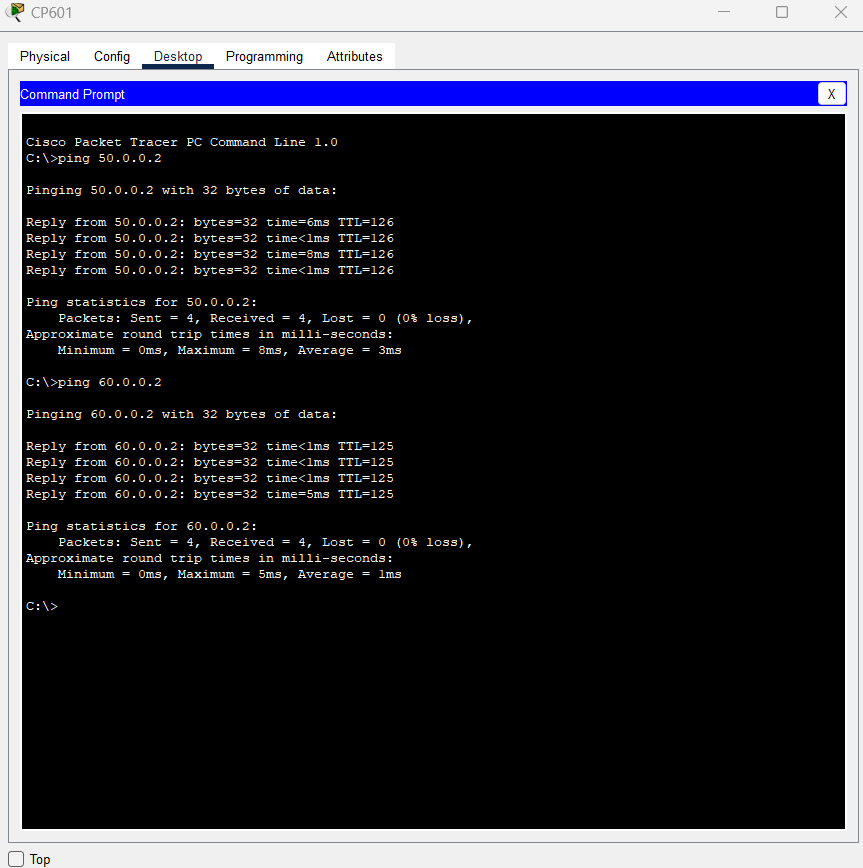 CP601
Physical Config Desktop Programming Attributes
Command Prompt X
Cisco Packet Tracer PC Command Line 1.0
C:\>ping 50.0.0.2
Pinging 50.0.0.2 with 32 bytes of data:
Reply from 50.0.0.2: bytes=32 time=6ms TTL=126
Reply from 50.0.0.2: bytes=32 time<1ms TTL=126
Reply from 50.0.0.2: bytes=32 time=8ms TTL=126
Reply from 50.0.0.2: bytes=32 time<1ms TTL=126
Ping statistics for 50.0.0.2:
Packets: Sent = 4, Received = 4, Lost = 0 (0% loss),
Approximate round trip times in milli-seconds:
Minimum = 0ms, Maximum = 8ms, Average = 3ms
C:\>ping 60.0.0.2
Pinging 60.0.0.2 with 32 bytes of data:
Reply from 60.0.0.2: bytes=32 time<1ms TTL=125
Reply from 60.0.0.2: bytes=32 time<1ms TTL=125
Reply from 60.0.0.2: bytes=32 time<1ms TTL=125
Reply from 60.0.0.2: bytes=32 time=5ms TTL=125
Ping statistics for 60.0.0.2:
Packets: Sent = 4, Received = 4, Lost = 0 (0% loss),
Approximate round trip times in milli-seconds:
Minimum = 0ms, Maximum = 5ms, Average = 1ms
C:\>
Top